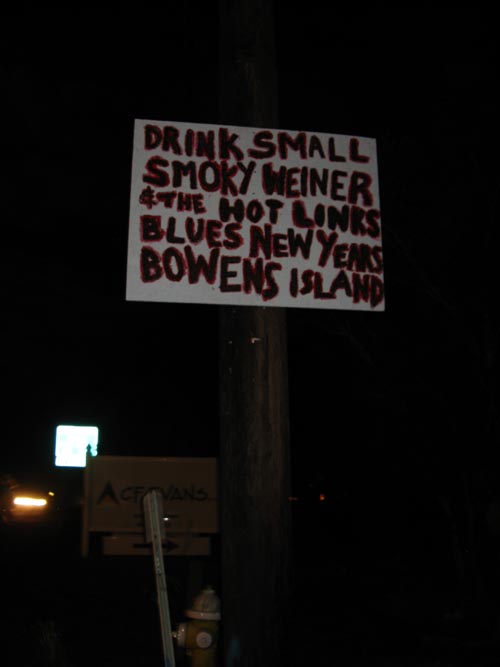 DRINK SMALL
SMOKY WEINER
& THE HOT LINKS
BLUES NEW YEARS
BOWENS ISLAND